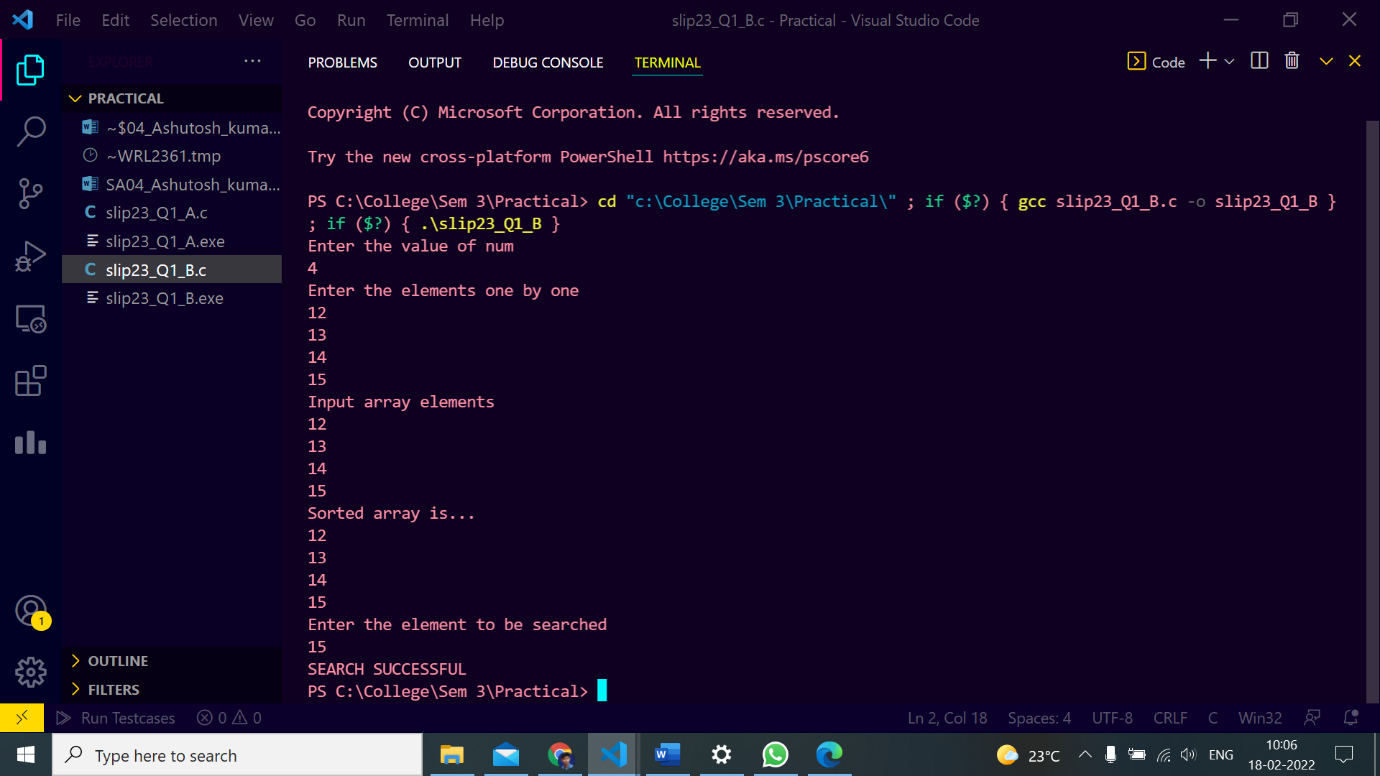 File Edit Selection View Go Run Terminal Help
slip23_Q1_B.c - Practical - Visual Studio Code
EXPLORER
PROBLEMS OUTPUT DEBUG CONSOLE TERMINAL
Code
PRACTICAL
~$04_Ashutosh_kuma...
~WRL2361.tmp
SA04_Ashutosh_kuma...
C slip23_Q1_A.c
slip23_Q1_A.exe
C slip23_Q1_B.c
slip23_Q1_B.exe
OUTLINE
FILTERS
Copyright (C) Microsoft Corporation. All rights reserved.
Try the new cross-platform PowerShell https://aka.ms/pscore6
PS C:\College\Sem 3\Practical> cd "c:\College\Sem 3\Practical\" ; if ($?) { gcc slip23_Q1_B.c -o slip23_Q1_B }
; if ($?) { .\slip23_Q1_B }
Enter the value of num
4
Enter the elements one by one
12
13
14
15
Input array elements
12
13
14
15
Sorted array is...
12
13
14
15
Enter the element to be searched
15
SEARCH SUCCESSFUL
PS C:\College\Sem 3\Practical>
1
Run Testcases 0 0
Ln 2, Col 18 Spaces: 4 UTF-8 CRLF C Win32
Type here to search
23°C
ENG
10:06
18-02-2022